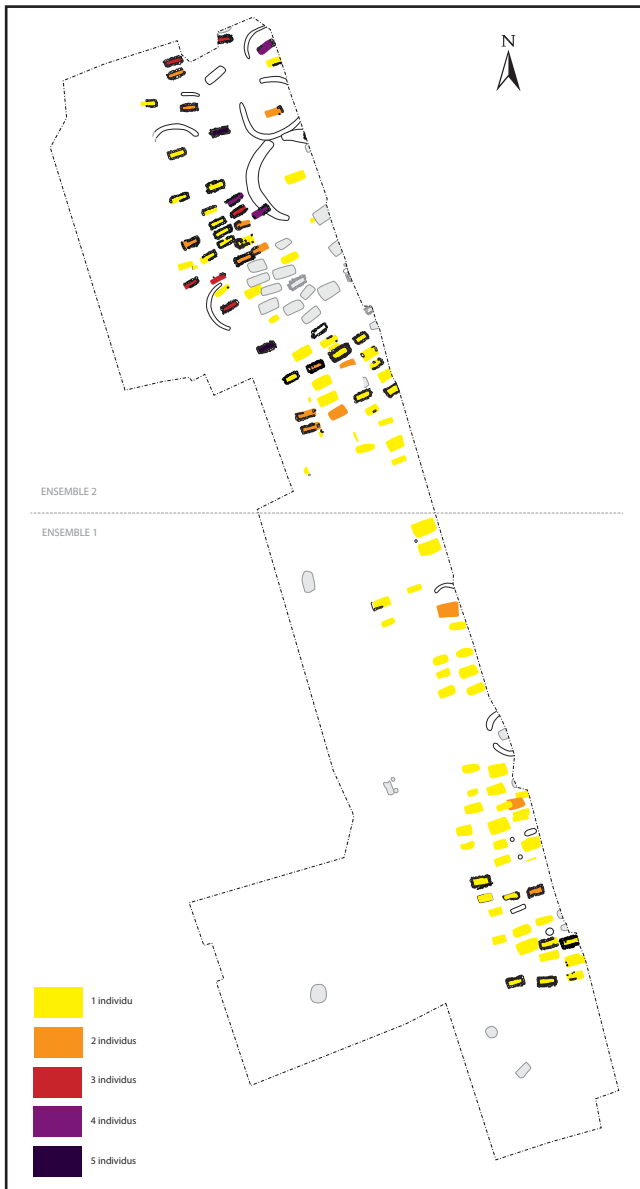 N
ENSEMBLE 2
ENSEMBLE 1
1 individu
2 individus
3 individus
4 individus
5 individus